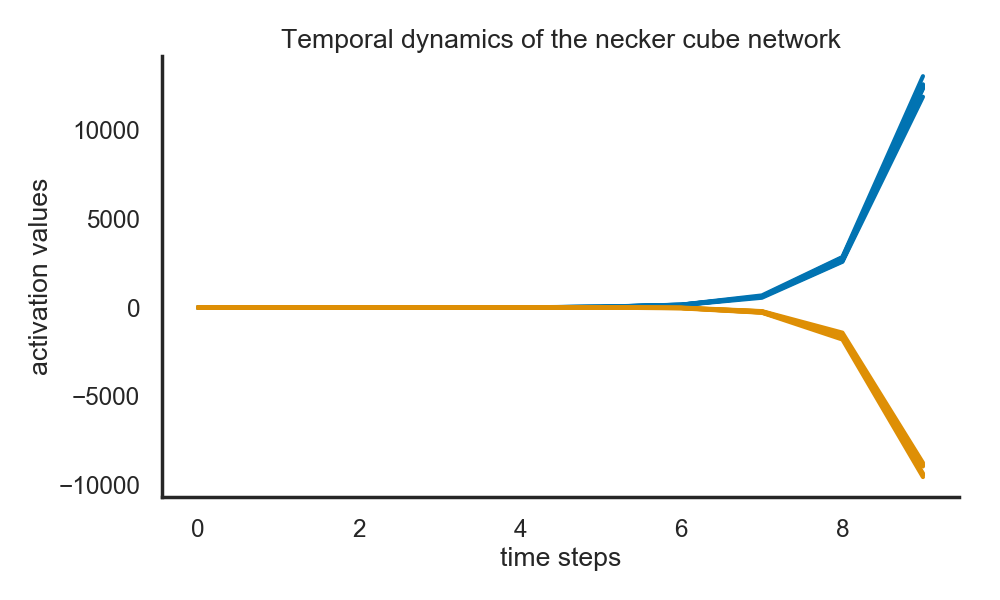 Temporal dynamics of the necker cube network
activation values
10000
5000
0
−5000
−10000
0 2 4 6 8
time steps